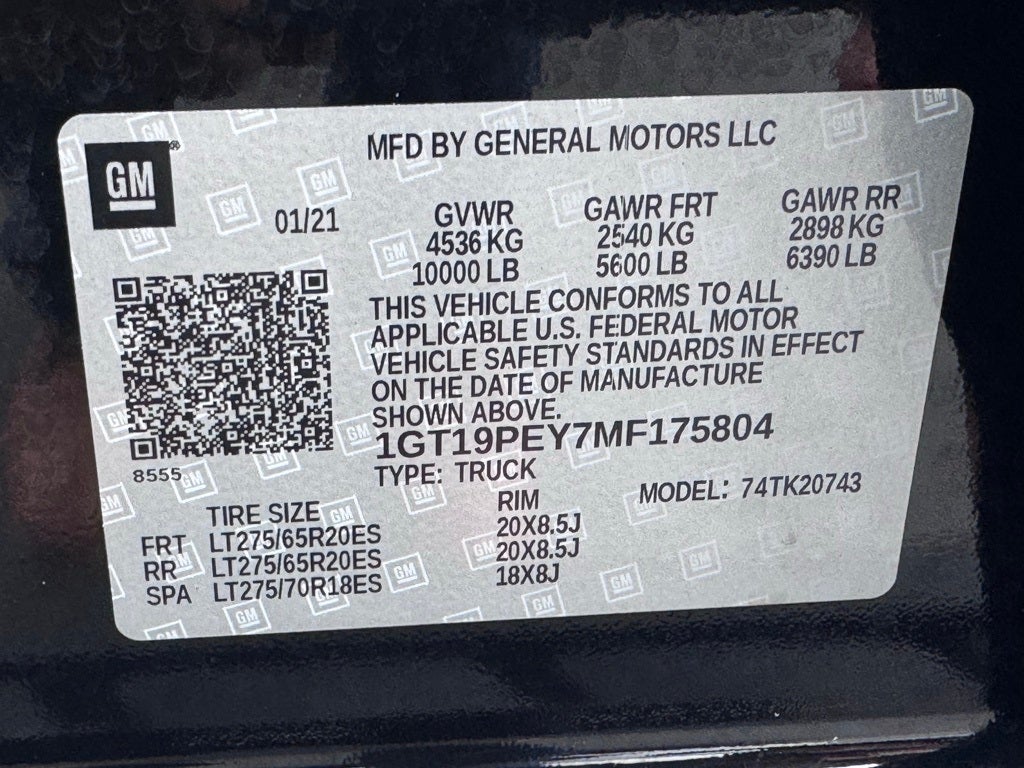 GM
MFD BY GENERAL MOTORS LLC
01/21
GVWR GAWR FRT GAWR RR
4536 KG 2540 KG 2898 KG
10000 LB 5600 LB 6390 LB
THIS VEHICLE CONFORMS TO ALL
APPLICABLE U.S. FEDERAL MOTOR
VEHICLE SAFETY STANDARDS IN EFFECT
ON THE DATE OF MANUFACTURE
SHOWN ABOVE.
1GT19PEY7MF175804
8555
TYPE: TRUCK
MODEL: 74TK20743
TIRE SIZE RIM
FRT LT275/65R20ES 20X8.5J
RR LT275/65R20ES 20X8.5J
SPA LT275/70R18ES 18X8J